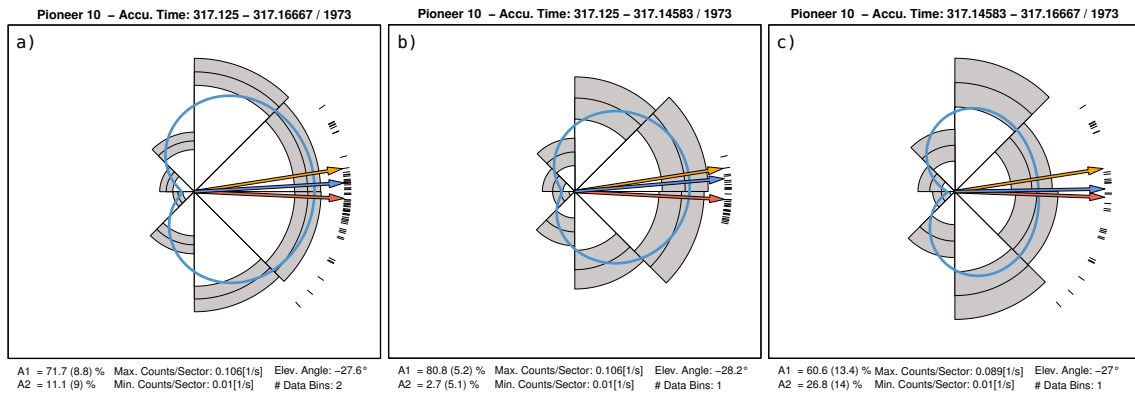 Pioneer 10 – Accu. Time: 317.125 – 317.16667 / 1973
a)
A1 = 71.7 (8.8) % Max. Counts/Sector: 0.106[1/s] Elev. Angle: −27.6°
A2 = 11.1 (9) % Min. Counts/Sector: 0.01[1/s] # Data Bins: 2
Pioneer 10 – Accu. Time: 317.125 – 317.14583 / 1973
b)
A1 = 80.8 (5.2) % Max. Counts/Sector: 0.106[1/s] Elev. Angle: −28.2°
A2 = 2.7 (5.1) % Min. Counts/Sector: 0.01[1/s] # Data Bins: 1
Pioneer 10 – Accu. Time: 317.14583 – 317.16667 / 1973
c)
A1 = 60.6 (13.4) % Max. Counts/Sector: 0.089[1/s] Elev. Angle: −27°
A2 = 26.8 (14) % Min. Counts/Sector: 0.01[1/s] # Data Bins: 1